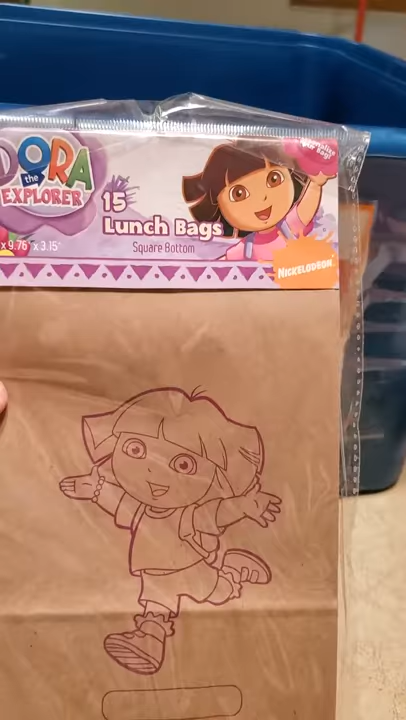 DORA
the
EXPLORER
15
Lunch Bags
Square Bottom
x 9.76" x 3.15"
NICKELODEON